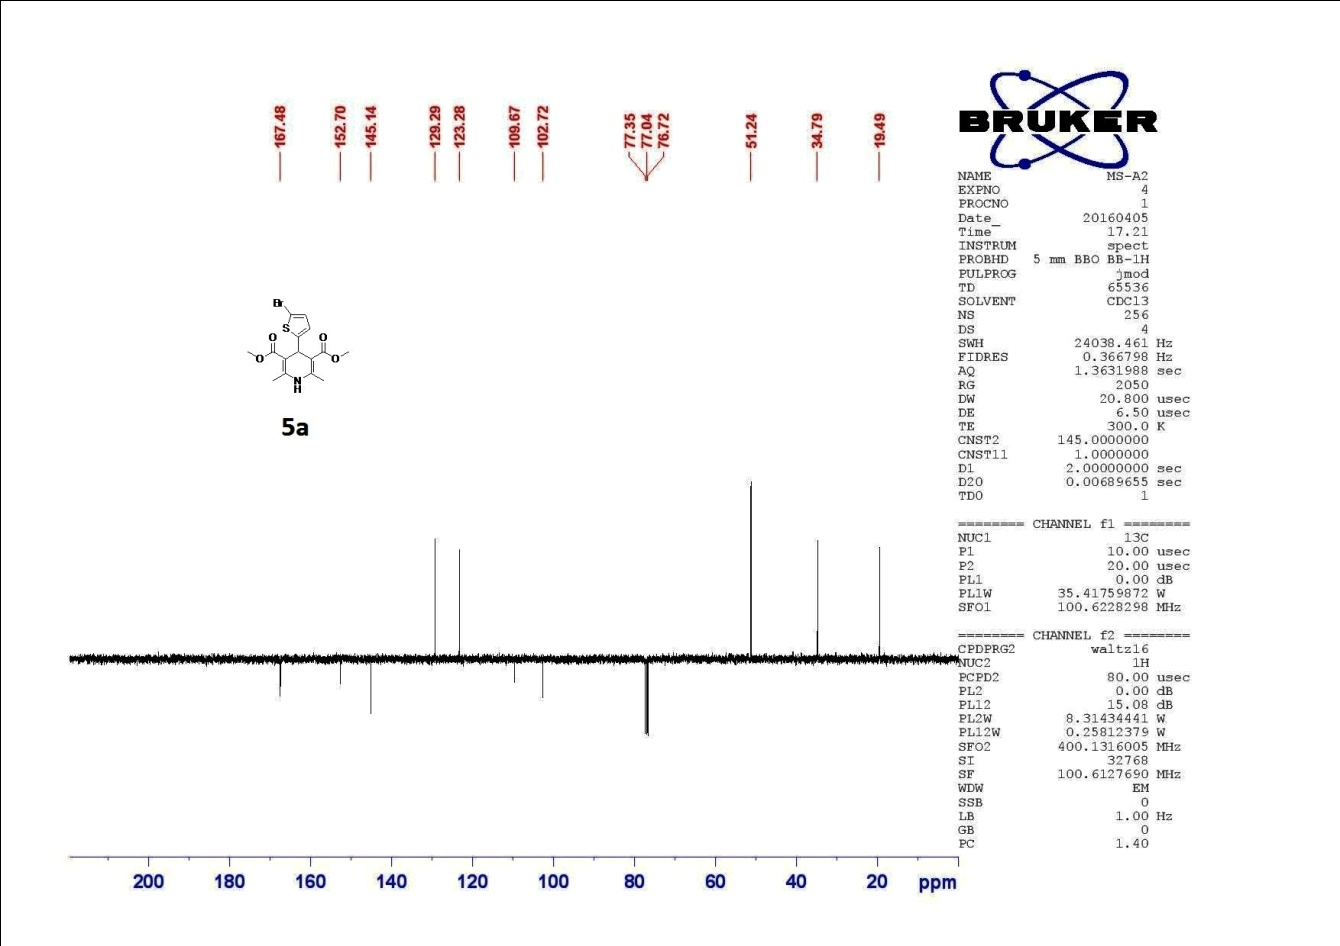 167.48
152.70
145.14
129.29
123.28
109.67
102.72
77.35
77.04
76.72
51.24
34.79
19.49
BRUKER
NAME MS-A2
EXPNO 4
PROCNO 1
Date_ 20160405
Time 17.21
INSTRUM spect
PROBHD 5 mm BBO BB-1H
PULPROG jmod
TD 65536
SOLVENT CDCl3
NS 256
DS 4
SWH 24038.461 Hz
FIDRES 0.366798 Hz
AQ 1.3631988 sec
RG 2050
DW 20.800 usec
DE 6.50 usec
TE 300.0 K
CNST2 145.0000000
CNST11 1.0000000
D1 2.00000000 sec
D20 0.00689655 sec
TD0 1
======== CHANNEL f1 ========
NUC1 13C
P1 10.00 usec
P2 20.00 usec
PL1 0.00 dB
PL1W 35.41759872 W
SFO1 100.6228298 MHz
======== CHANNEL f2 ========
CPDPRG2 waltz16
NUC2 1H
PCPD2 80.00 usec
PL2 0.00 dB
PL12 15.08 dB
PL2W 8.31434441 W
PL12W 0.25812379 W
SFO2 400.1316005 MHz
SI 32768
SF 100.6127690 MHz
WDW EM
SSB 0
LB 1.00 Hz
GB 0
PC 1.40
Br
S
O O
O O
N
H
5a
200 180 160 140 120 100 80 60 40 20 ppm